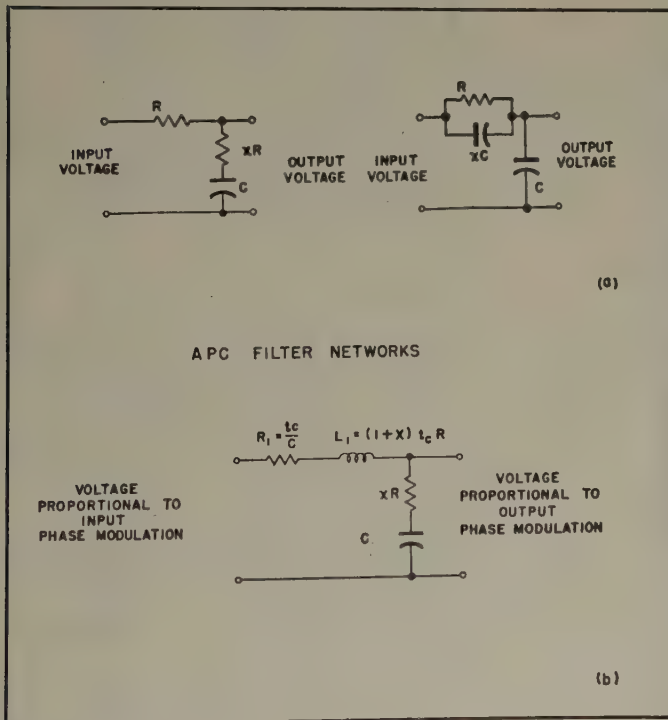 R
INPUT
VOLTAGE
xR
C
OUTPUT
VOLTAGE
INPUT
VOLTAGE
R
xC
C
OUTPUT
VOLTAGE
(a)
APC FILTER NETWORKS
R₁ = tc/C
L₁ = (1+X) tc R
VOLTAGE
PROPORTIONAL TO
INPUT
PHASE MODULATION
xR
C
VOLTAGE
PROPORTIONAL TO
OUTPUT
PHASE MODULATION
(b)